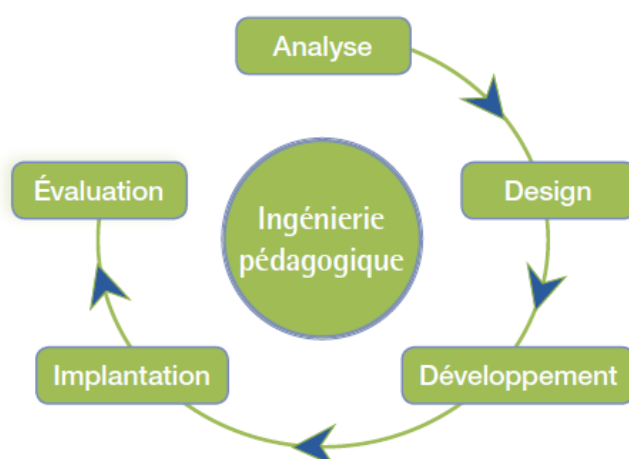 Analyse
Évaluation
Design
Ingénierie
pédagogique
Implantation
Développement